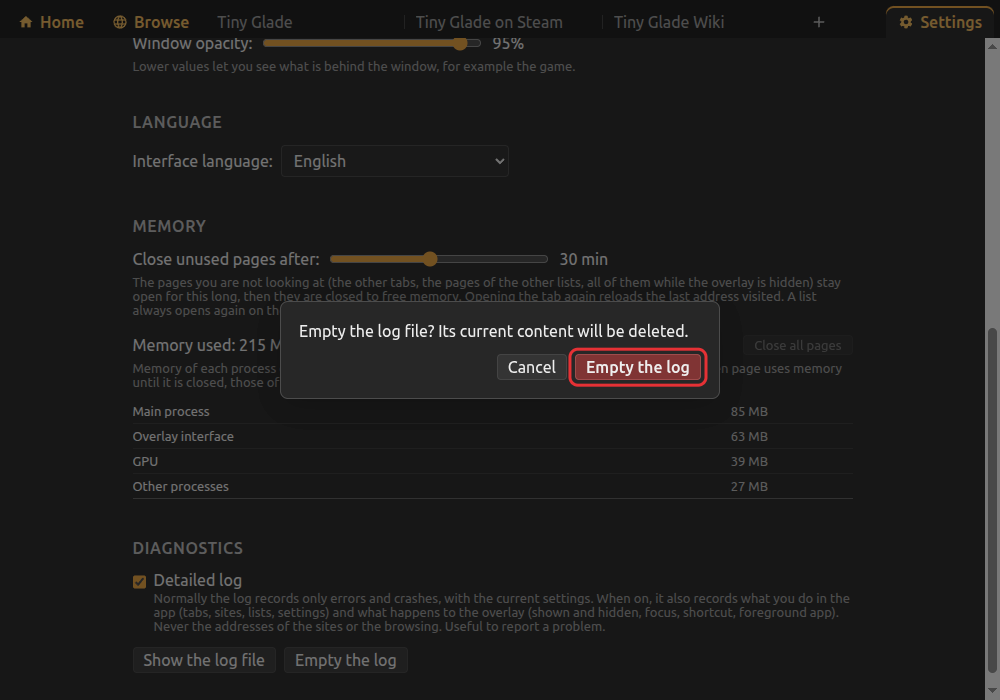 Home Browse Tiny Glade Tiny Glade on Steam Tiny Glade Wiki + Settings
Window opacity: 95%
Lower values let you see what is behind the window, for example the game.
LANGUAGE
Interface language: English
MEMORY
Close unused pages after: 30 min
The pages you are not looking at (the other tabs, the pages of the other lists, all of them while the overlay is hidden) stay
open for this long, then they are closed to free memory. Opening the tab again reloads the last address visited. A list
always opens again on
Empty the log file? Its current content will be deleted.
Cancel Empty the log
Memory used: 215 Close all pages
Memory of each process page uses memory
until it is closed, those of
Main process 85 MB
Overlay interface 63 MB
GPU 39 MB
Other processes 27 MB
DIAGNOSTICS
Detailed log
Normally the log records only errors and crashes, with the current settings. When on, it also records what you do in the
app (tabs, sites, lists, settings) and what happens to the overlay (shown and hidden, focus, shortcut, foreground app).
Never the addresses of the sites or the browsing. Useful to report a problem.
Show the log file Empty the log